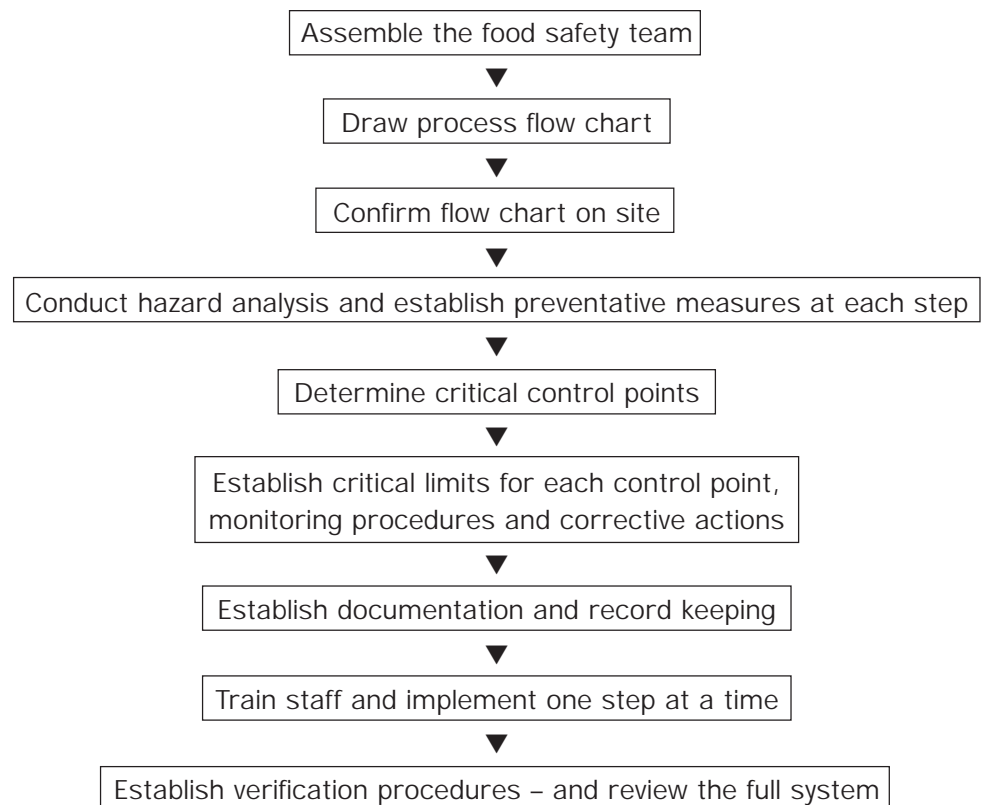 Assemble the food safety team
Draw process flow chart
Confirm flow chart on site
Conduct hazard analysis and establish preventative measures at each step
Determine critical control points
Establish critical limits for each control point,
monitoring procedures and corrective actions
Establish documentation and record keeping
Train staff and implement one step at a time
Establish verification procedures – and review the full system